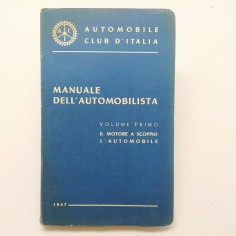 AUTOMOBILE
CLUB D'ITALIA
MANUALE
DELL'AUTOMOBILISTA
VOLUME PRIMO
IL MOTORE A SCOPPIO
L'AUTOMOBILE
1957